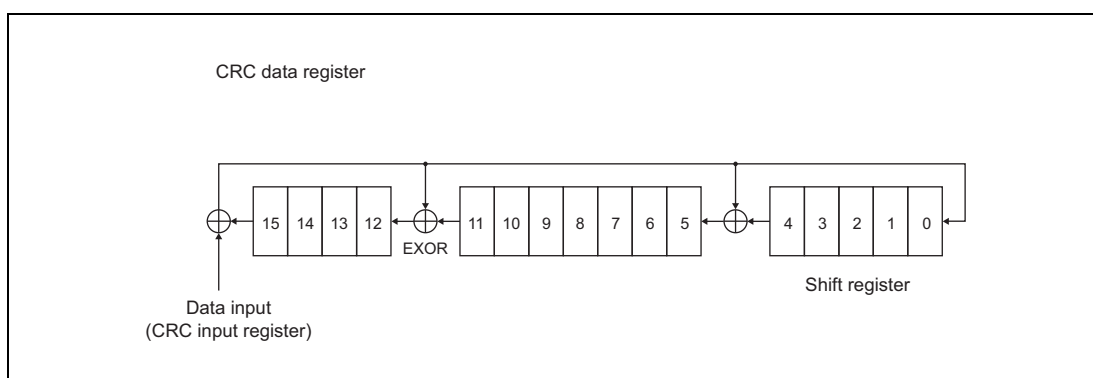 CRC data register
15 14 13 12 11 10 9 8 7 6 5 4 3 2 1 0
EXOR
Shift register
Data input
(CRC input register)